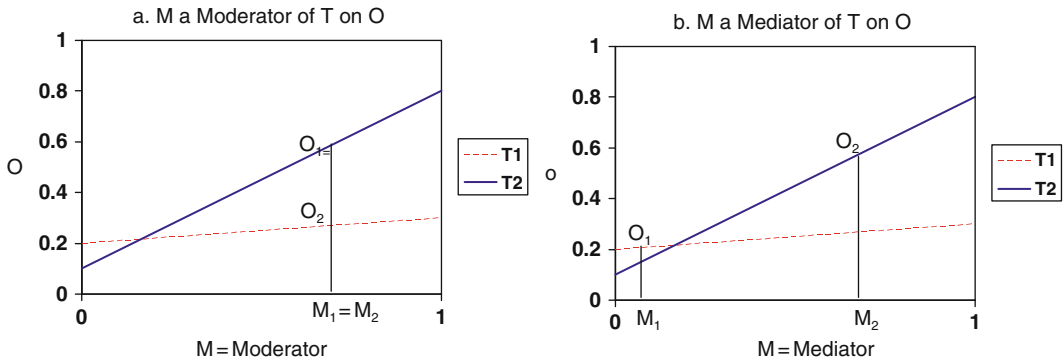 a. M a Moderator of T on O
1
0.8
0.6
0.4
0.2
0
O
O₁=
O₂
0
M₁=M₂
1
M=Moderator
T1
T2
b. M a Mediator of T on O
1
0.8
0.6
0.4
0.2
0
o
O₁
O₂
0
M₁
M₂
1
M=Mediator
T1
T2